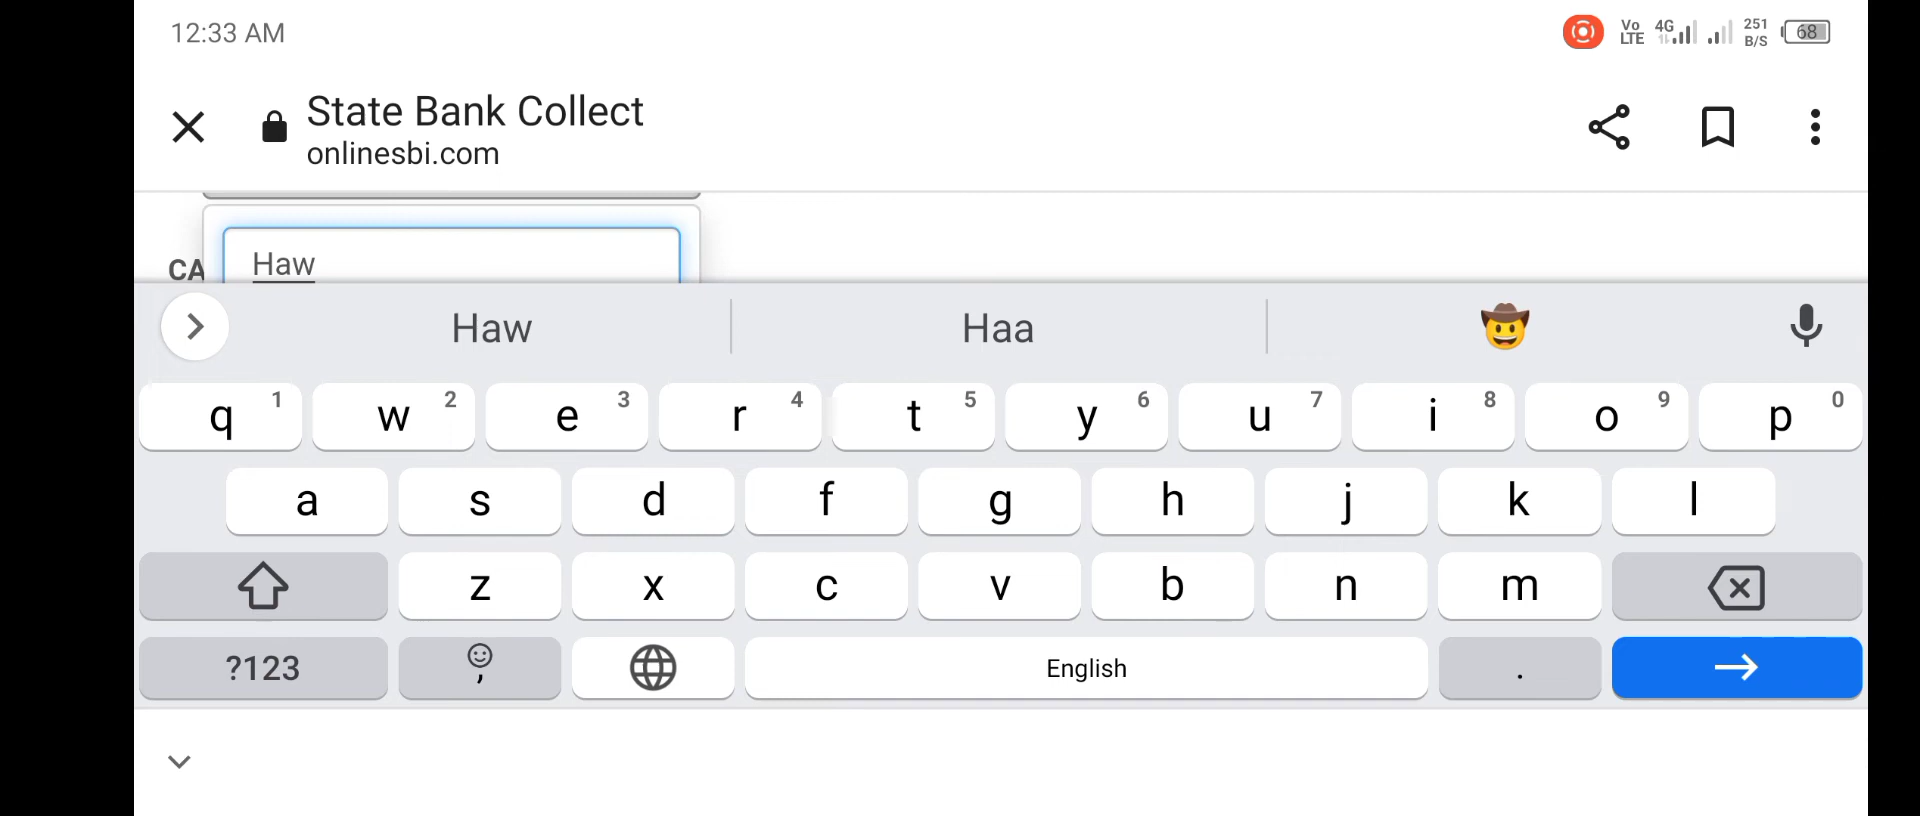 12:33 AM
Vo LTE 4G 251 B/S 68
State Bank Collect
onlinesbi.com
CA
Haw
Haw Haa
q 1 w 2 e 3 r 4 t 5 y 6 u 7 i 8 o 9 p 0
a s d f g h j k l
z x c v b n m
?123 , English .